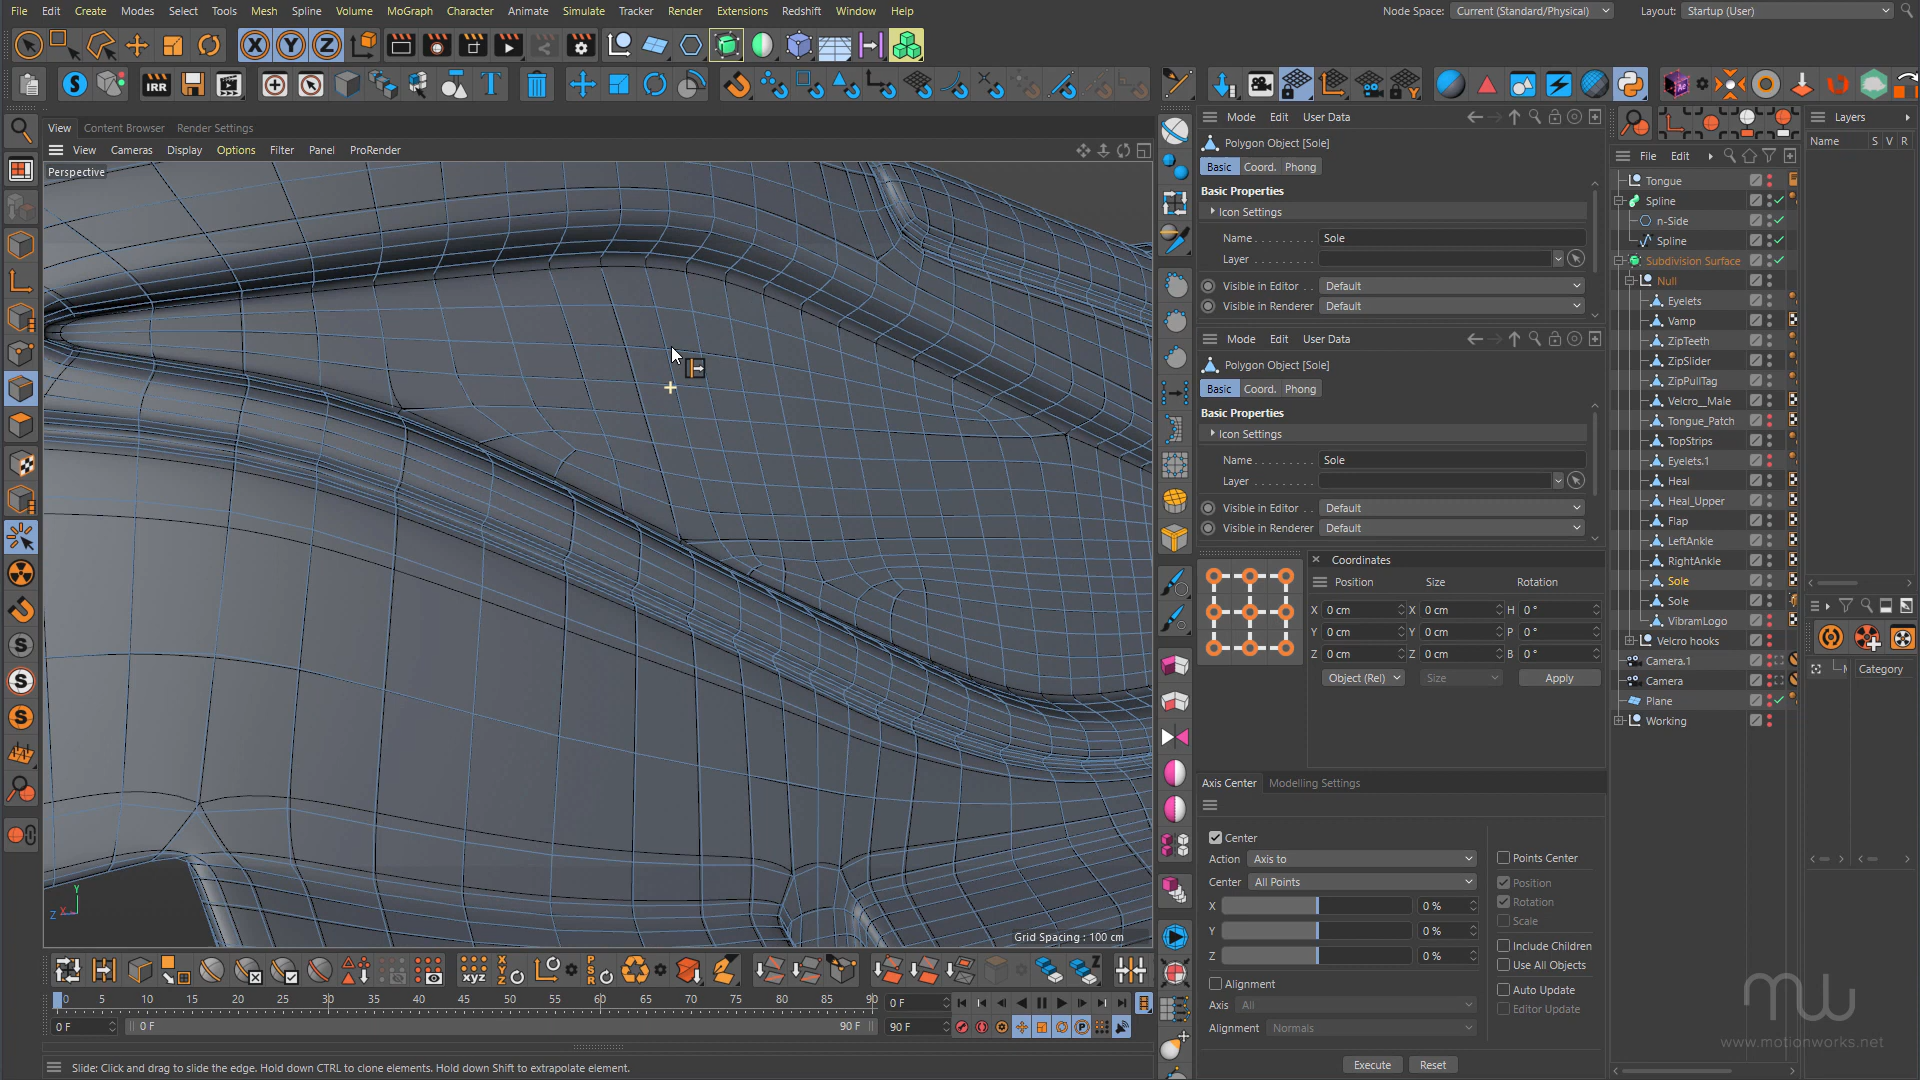 File Edit Create Modes Select Tools Mesh Spline Volume MoGraph Character Animate Simulate Tracker Render Extensions Redshift Window Help
Node Space: Current (Standard/Physical) Layout: Startup (User)
IRR
View Content Browser Render Settings
View Cameras Display Options Filter Panel ProRender
Perspective
Grid Spacing : 100 cm
Y
Z X
Mode Edit User Data
Polygon Object [Sole]
Basic Coord. Phong
Basic Properties
Icon Settings
Name Sole
Layer
Visible in Editor Default
Visible in Renderer Default
Mode Edit User Data
Polygon Object [Sole]
Basic Coord. Phong
Basic Properties
Icon Settings
Name Sole
Layer
Visible in Editor Default
Visible in Renderer Default
Coordinates
Position Size Rotation
X 0 cm X 0 cm H 0 °
Y 0 cm Y 0 cm P 0 °
Z 0 cm Z 0 cm B 0 °
Object (Rel) Size Apply
Axis Center Modelling Settings
Center
Action Axis to
Center All Points
X 0 %
Y 0 %
Z 0 %
Alignment
Axis All
Alignment Normals
Points Center
Position
Rotation
Scale
Include Children
Use All Objects
Auto Update
Editor Update
Execute Reset
File Edit
Tongue
Spline
n-Side
Spline
Subdivision Surface
Null
Eyelets
Vamp
ZipTeeth
ZipSlider
ZipPullTag
Velcro__Male
Tongue_Patch
TopStrips
Eyelets.1
Heal
Heal_Upper
Flap
LeftAnkle
RightAnkle
Sole
Sole
VibramLogo
Velcro hooks
Camera.1
Camera
Plane
Working
Layers
Name S V R
Category
0 5 10 15 20 25 30 35 40 45 50 55 60 65 70 75 80 85 90 0 F
0 F 0 F 90 F 90 F
Slide: Click and drag to slide the edge. Hold down CTRL to clone elements. Hold down Shift to extrapolate element.
mw
www.motionworks.net